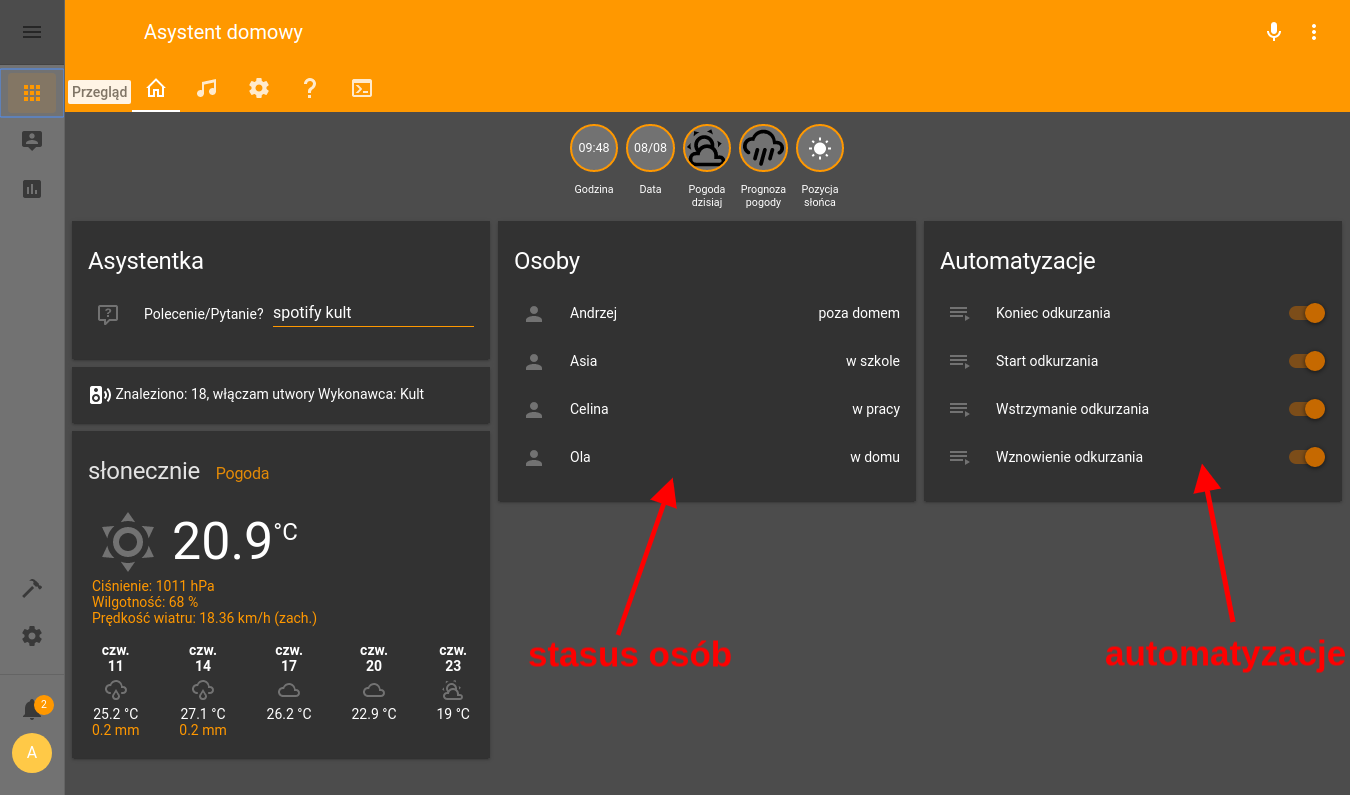 Asystent domowy
Przegląd
09:48
08/08
Godzina
Data
Pogoda
dzisiaj
Prognoza
pogody
Pozycja
słońca
Asystentka
Polecenie/Pytanie? spotify kult
Znaleziono: 18, włączam utwory Wykonawca: Kult
słonecznie Pogoda
20.9 °C
Ciśnienie: 1011 hPa
Wilgotność: 68 %
Prędkość wiatru: 18.36 km/h (zach.)
czw. czw. czw. czw. czw.
11 14 17 20 23
25.2 °C 27.1 °C 26.2 °C 22.9 °C 19 °C
0.2 mm 0.2 mm
Osoby
Andrzej poza domem
Asia w szkole
Celina w pracy
Ola w domu
Automatyzacje
Koniec odkurzania
Start odkurzania
Wstrzymanie odkurzania
Wznowienie odkurzania
stasus osób
automatyzacje
2
A